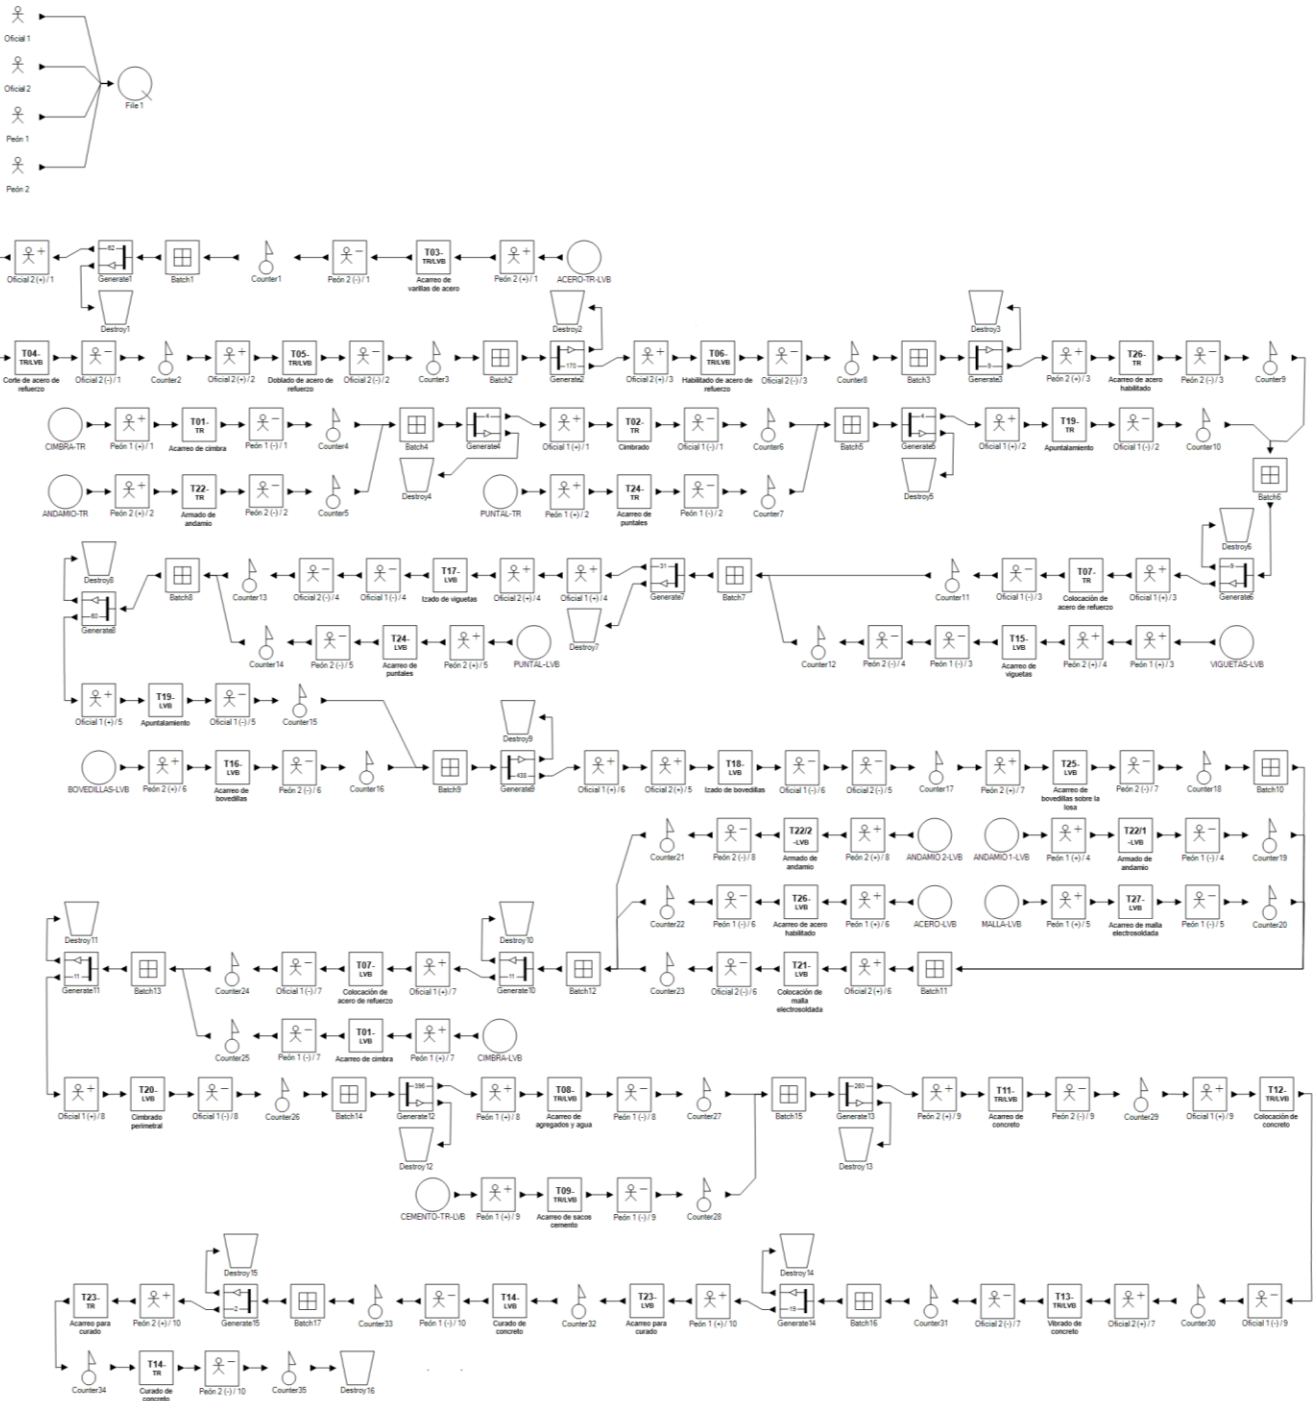 Oficial 1
Oficial 2
File 1
Peón 1
Peón 2
Oficial 2 (+) / 1
62
Generate1
Batch1
Counter1
Peón 2 (-) / 1
T03-
TR/LVB
Acarreo de
varillas de acero
Peón 2 (+) / 1
ACERO-TR-LVB
Destroy1
Destroy2
Destroy3
T04-
TR/LVB
Corte de acero de
refuerzo
Oficial 2 (-) / 1
Counter2
Oficial 2 (+) / 2
T05-
TR/LVB
Doblado de acero de
refuerzo
Oficial 2 (-) / 2
Counter3
Batch2
170
Generate2
Oficial 2 (+) / 3
T06-
TR/LVB
Habilitado de acero de
refuerzo
Oficial 2 (-) / 3
Counter8
Batch3
9
Generate3
Peón 2 (+) / 3
T26-
TR
Acarreo de acero
habilitado
Peón 2 (-) / 3
Counter9
CIMBRA-TR
Peón 1 (+) / 1
T01-
TR
Acarreo de cimbra
Peón 1 (-) / 1
Counter4
Batch4
4
Generate4
Oficial 1 (+) / 1
T02-
TR
Cimbrado
Oficial 1 (-) / 1
Counter6
Batch5
4
Generate5
Oficial 1 (+) / 2
T19-
TR
Apuntalamiento
Oficial 1 (-) / 2
Counter10
Batch6
ANDAMIO-TR
Peón 2 (+) / 2
T22-
TR
Armado de
andamio
Peón 2 (-) / 2
Counter5
Destroy4
PUNTAL-TR
Peón 1 (+) / 2
T24-
TR
Acarreo de
puntales
Peón 1 (-) / 2
Counter7
Destroy5
Destroy6
Destroy8
Batch8
Counter13
Oficial 2 (-) / 4
Oficial 1 (-) / 4
T17-
LVB
Izado de viguetas
Oficial 2 (+) / 4
Oficial 1 (+) / 4
31
Generate7
Batch7
Counter11
Oficial 1 (-) / 3
T07-
TR
Colocación de
acero de refuerzo
Oficial 1 (+) / 3
Generate6
60
Generate8
Counter14
Peón 2 (-) / 5
T24-
LVB
Acarreo de
puntales
Peón 2 (+) / 5
PUNTAL-LVB
Destroy7
Counter12
Peón 2 (-) / 4
Peón 1 (-) / 3
T15-
LVB
Acarreo de
viguetas
Peón 2 (+) / 4
Peón 1 (+) / 3
VIGUETAS-LVB
Oficial 1 (+) / 5
T19-
LVB
Apuntalamiento
Oficial 1 (-) / 5
Counter15
Destroy9
BOVEDILLAS-LVB
Peón 2 (+) / 6
T16-
LVB
Acarreo de
bovedillas
Peón 2 (-) / 6
Counter16
Batch9
Generate9
Oficial 1 (+) / 6
Oficial 2 (+) / 5
T18-
LVB
Izado de bovedillas
Oficial 1 (-) / 6
Oficial 2 (-) / 5
Counter17
Peón 2 (+) / 7
T25-
LVB
Acarreo de
bovedillas sobre la
losa
Peón 2 (-) / 7
Counter18
Batch10
Counter21
Peón 2 (-) / 8
T22/2
-LVB
Armado de
andamio
Peón 2 (+) / 8
ANDAMIO 2-LVB
ANDAMIO 1-LVB
Peón 1 (+) / 4
T22/1
-LVB
Armado de
andamio
Peón 1 (-) / 4
Counter19
Destroy11
Destroy10
Counter22
Peón 1 (-) / 6
T26-
LVB
Acarreo de acero
habilitado
Peón 1 (+) / 6
ACERO-LVB
MALLA-LVB
Peón 1 (+) / 5
T27-
LVB
Acarreo de malla
electrosoldada
Peón 1 (-) / 5
Counter20
11
Generate11
Batch13
Counter24
Oficial 1 (-) / 7
T07-
LVB
Colocación de
acero de refuerzo
Oficial 1 (+) / 7
11
Generate10
Batch12
Counter23
Oficial 2 (-) / 6
T21-
LVB
Colocación de
malla
electrosoldada
Oficial 2 (+) / 6
Batch11
Counter25
Peón 1 (-) / 7
T01-
LVB
Acarreo de cimbra
Peón 1 (+) / 7
CIMBRA-LVB
Oficial 1 (+) / 8
T20-
LVB
Cimbrado
perimetral
Oficial 1 (-) / 8
Counter26
Batch14
396
Generate12
Peón 1 (+) / 8
T08-
TR/LVB
Acarreo de
agregados y agua
Peón 1 (-) / 8
Counter27
Batch15
260
Generate13
Peón 2 (+) / 9
T11-
TR/LVB
Acarreo de
concreto
Peón 2 (-) / 9
Counter29
Oficial 1 (+) / 9
T12-
TR/LVB
Colocación de
concreto
Destroy12
Destroy13
CEMENTO-TR-LVB
Peón 1 (+) / 9
T09-
TR/LVB
Acarreo de sacos
cemento
Peón 1 (-) / 9
Counter28
Destroy15
Destroy14
T23-
TR
Acarreo para
curado
Peón 2 (+) / 10
2
Generate15
Batch17
Counter33
Peón 1 (-) / 10
T14-
LVB
Curado de
concreto
Counter32
T23-
LVB
Acarreo para
curado
Peón 1 (+) / 10
19
Generate14
Batch16
Counter31
Oficial 2 (-) / 7
T13-
TR/LVB
Vibrado de
concreto
Oficial 2 (+) / 7
Counter30
Oficial 1 (-) / 9
Counter34
T14-
TR
Curado de
concreto
Peón 2 (-) / 10
Counter35
Destroy16